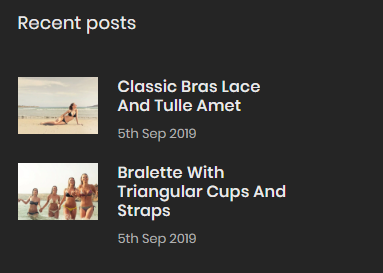 Recent posts
Classic Bras Lace
And Tulle Amet
5th Sep 2019
Bralette With
Triangular Cups And
Straps
5th Sep 2019